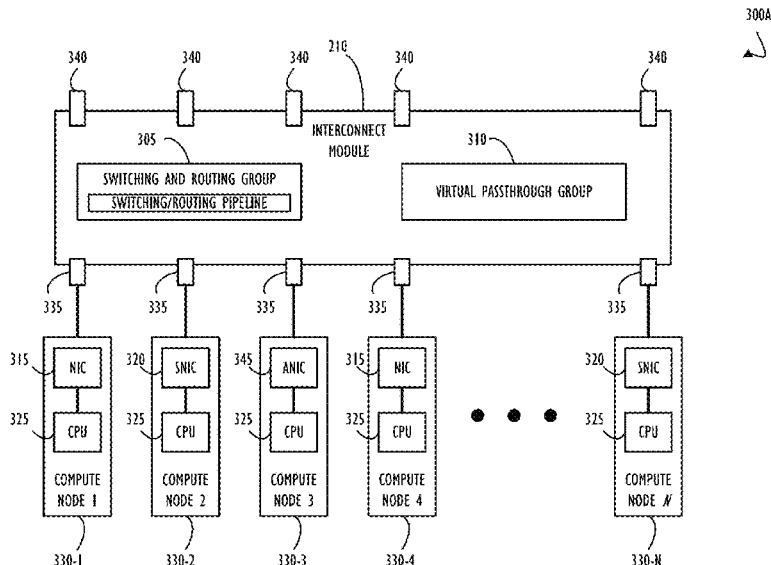 300A
340 340 340 210 340 340
305 INTERCONNECT MODULE 310
SWITCHING AND ROUTING GROUP
SWITCHING/ROUTING PIPELINE
VIRTUAL PASSTHROUGH GROUP
335 335 335 335 335
315 NIC 320 SNIC 345 ANIC 315 NIC 320 SNIC
325 CPU 325 CPU 325 CPU 325 CPU 325 CPU
COMPUTE NODE 1
COMPUTE NODE 2
COMPUTE NODE 3
COMPUTE NODE 4
COMPUTE NODE N
330-1 330-2 330-3 330-4 330-N